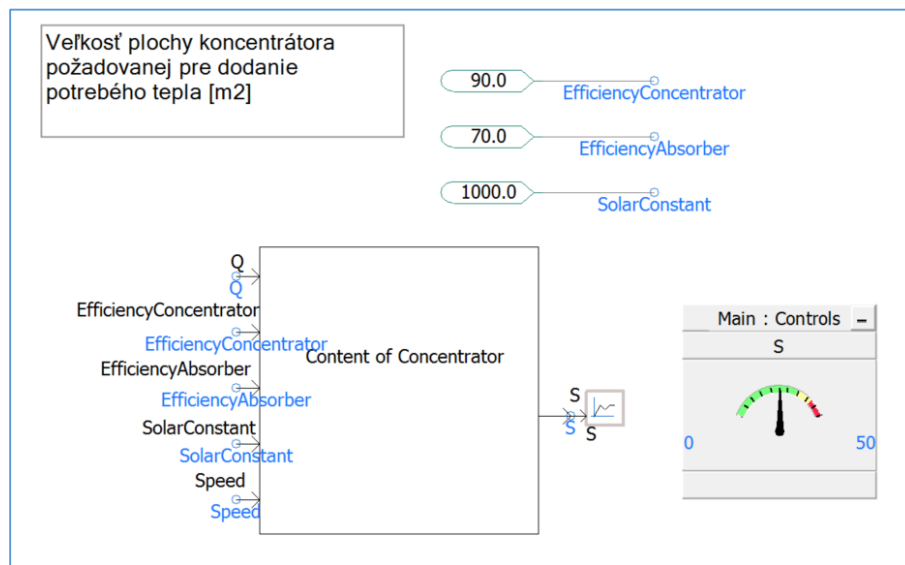 Veľkosť plochy koncentrátora
požadovanej pre dodanie
potrebého tepla [m2]
90.0
EfficiencyConcentrator
70.0
EfficiencyAbsorber
1000.0
SolarConstant
Q
Q
EfficiencyConcentrator
EfficiencyConcentrator
Content of Concentrator
EfficiencyAbsorber
EfficiencyAbsorber
SolarConstant
SolarConstant
Speed
Speed
S
S
S
Main : Controls
S
0 50